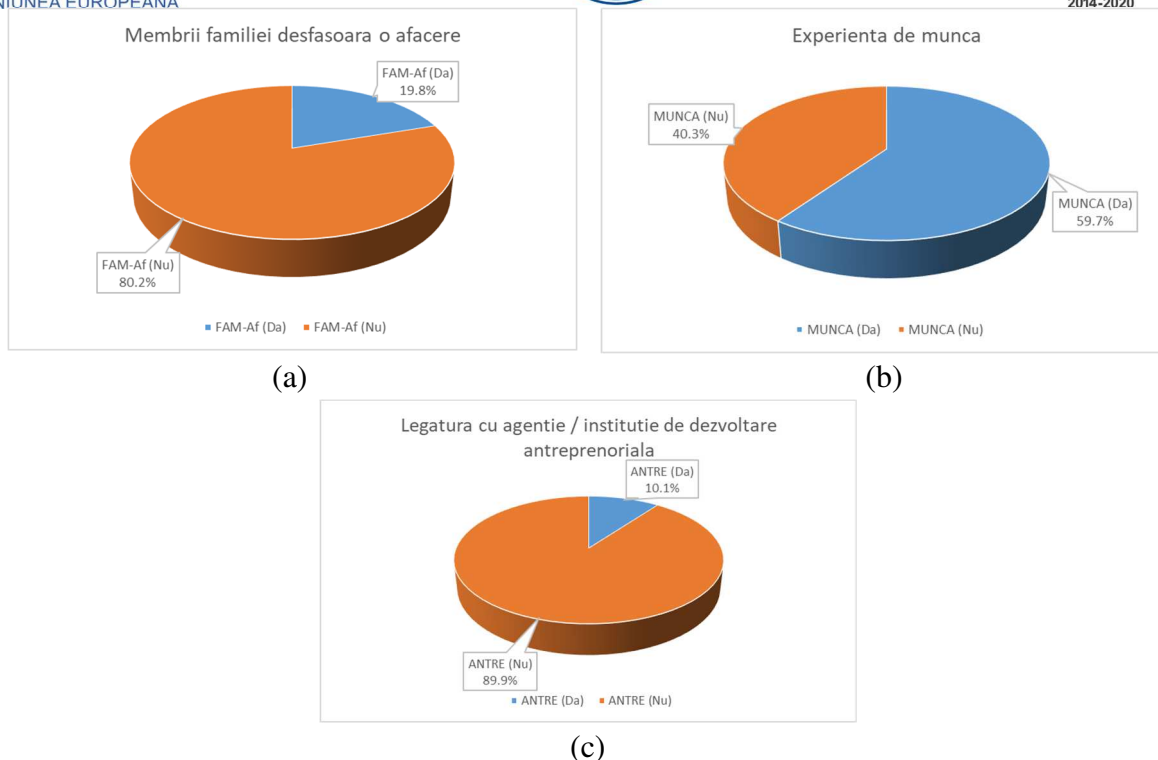 2014-2020
Membrii familiei desfasoara o afacere
FAM-Af (Da)
19.8%
FAM-Af (Nu)
80.2%
FAM-Af (Da) FAM-Af (Nu)
(a)
Experienta de munca
MUNCA (Nu)
40.3%
MUNCA (Da)
59.7%
MUNCA (Da) MUNCA (Nu)
(b)
Legatura cu agentie / institutie de dezvoltare
antreprenoriala
ANTRE (Da)
10.1%
ANTRE (Nu)
89.9%
ANTRE (Da) ANTRE (Nu)
(c)